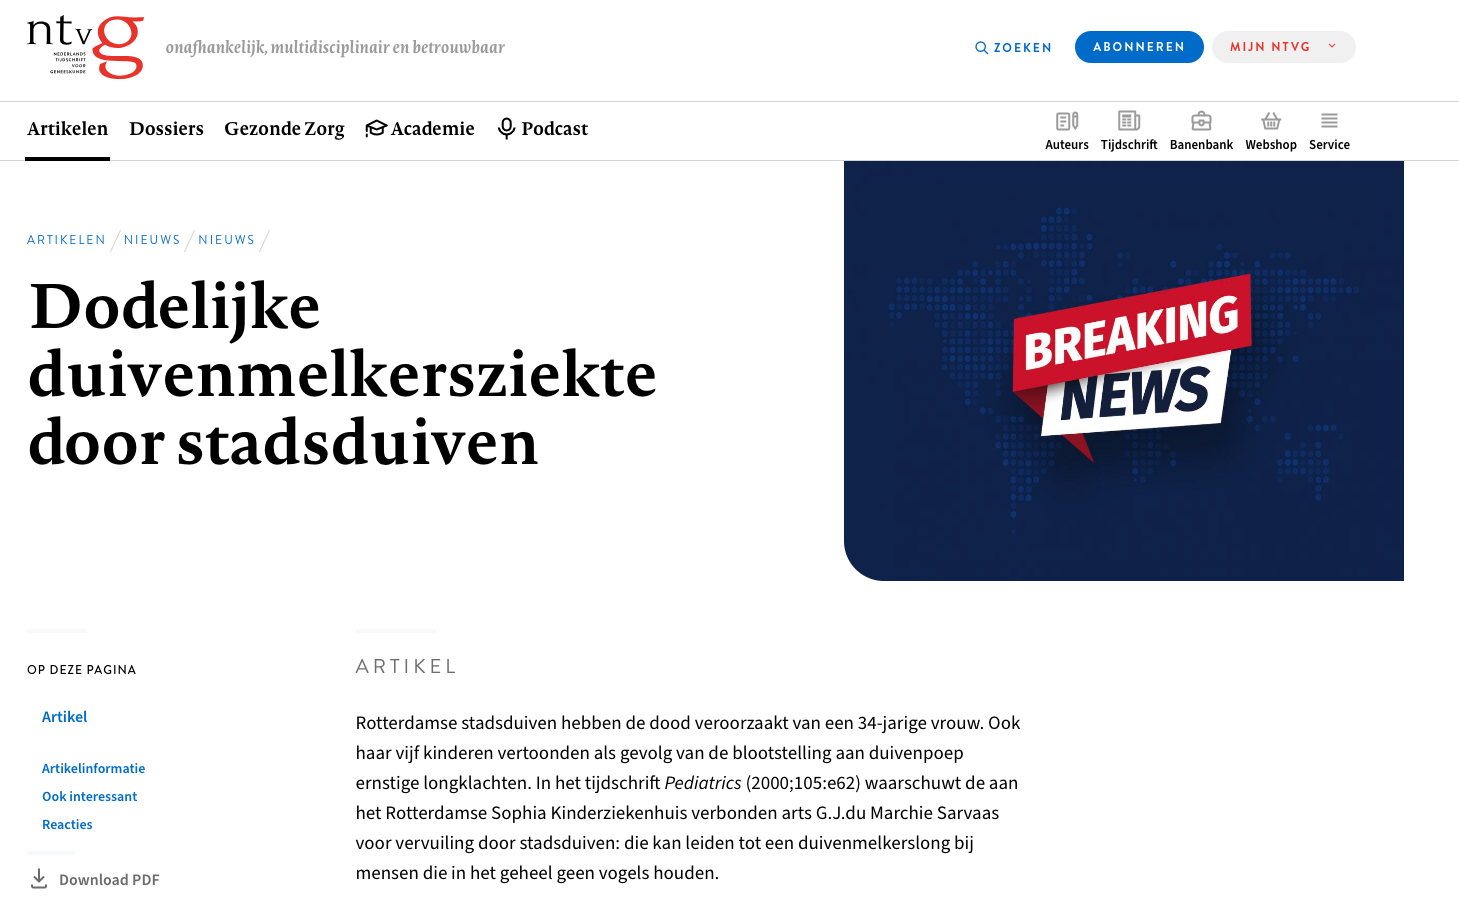 ntvg
NEDERLANDS
TIJDSCHRIFT
VOOR
GENEESKUNDE
onafhankelijk, multidisciplinair en betrouwbaar
ZOEKEN
ABONNEREN
MIJN NTVG
Artikelen
Dossiers
Gezonde Zorg
Academie
Podcast
Auteurs
Tijdschrift
Banenbank
Webshop
Service
ARTIKELEN / NIEUWS / NIEUWS /
Dodelijke
duivenmelkersziekte
door stadsduiven
BREAKING
NEWS
OP DEZE PAGINA
Artikel
Artikelinformatie
Ook interessant
Reacties
Download PDF
ARTIKEL
Rotterdamse stadsduiven hebben de dood veroorzaakt van een 34-jarige vrouw. Ook
haar vijf kinderen vertoonden als gevolg van de blootstelling aan duivenpoep
ernstige longklachten. In het tijdschrift Pediatrics (2000;105:e62) waarschuwt de aan
het Rotterdamse Sophia Kinderziekenhuis verbonden arts G.J.du Marchie Sarvaas
voor vervuiling door stadsduiven: die kan leiden tot een duivenmelkerslong bij
mensen die in het geheel geen vogels houden.